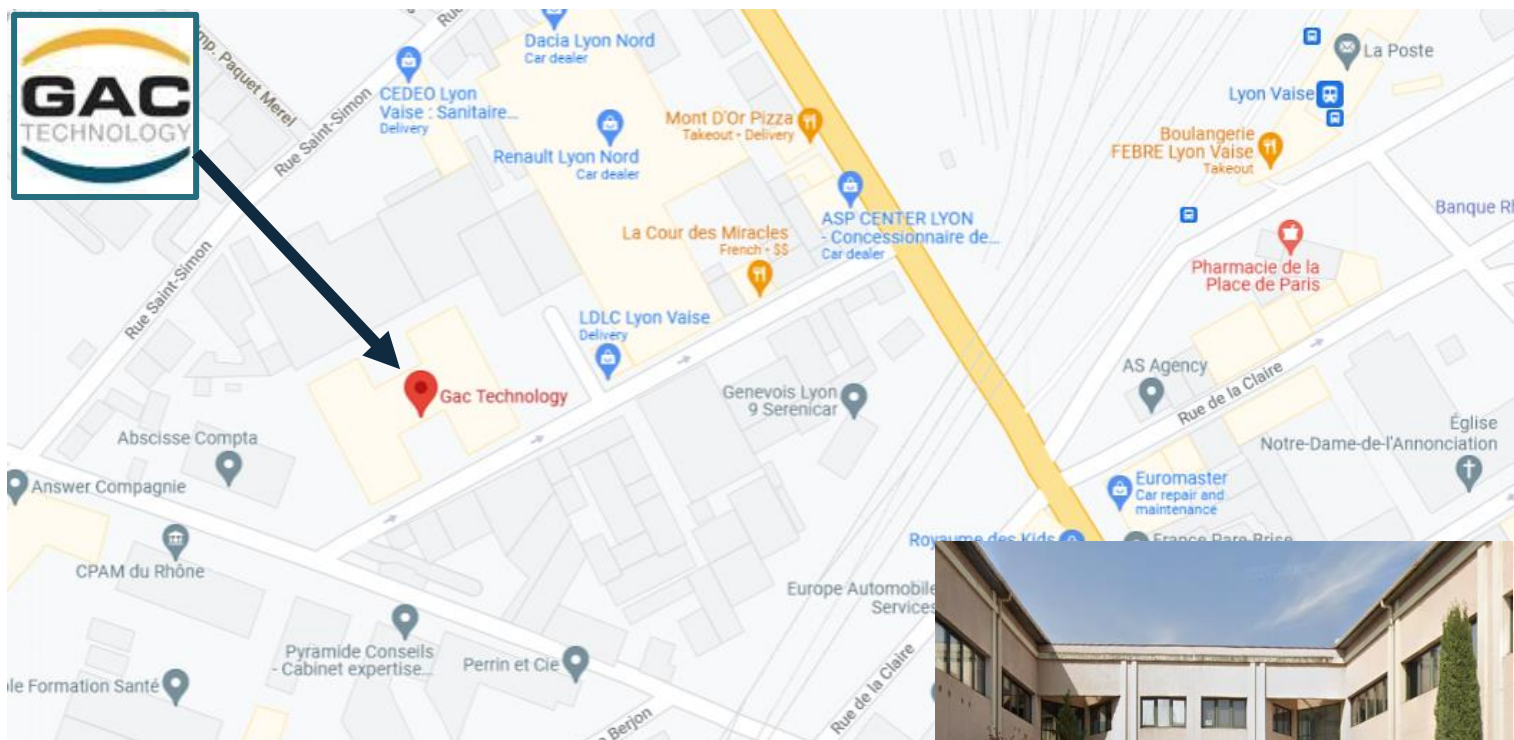 GAC
TECHNOLOGY
Imp. Paquet Merel
Rue Saint-Simon
CEDEO Lyon
Vaise : Sanitaire...
Delivery
Dacia Lyon Nord
Car dealer
Renault Lyon Nord
Car dealer
Mont D'Or Pizza
Takeout • Delivery
La Poste
Lyon Vaise
Boulangerie
FEBRE Lyon Vaise
Takeout
ASP CENTER LYON
- Concessionnaire de...
Car dealer
La Cour des Miracles
French • $$
Banque
Pharmacie de la
Place de Paris
Rue Saint-Simon
LDLC Lyon Vaise
Delivery
Gac Technology
Genevois Lyon
9 Serenicar
AS Agency
Rue de la Claire
Église
Notre-Dame-de-l'Annonciation
Abscisse Compta
Answer Compagnie
Euromaster
Car repair and
maintenance
CPAM du Rhône
Royaume des Kids
France Pare-Brise
Europe Automobile
Services
Pyramide Conseils
- Cabinet expertise...
Perrin et Cie
Formation Santé
Rue de la Claire
Berjon